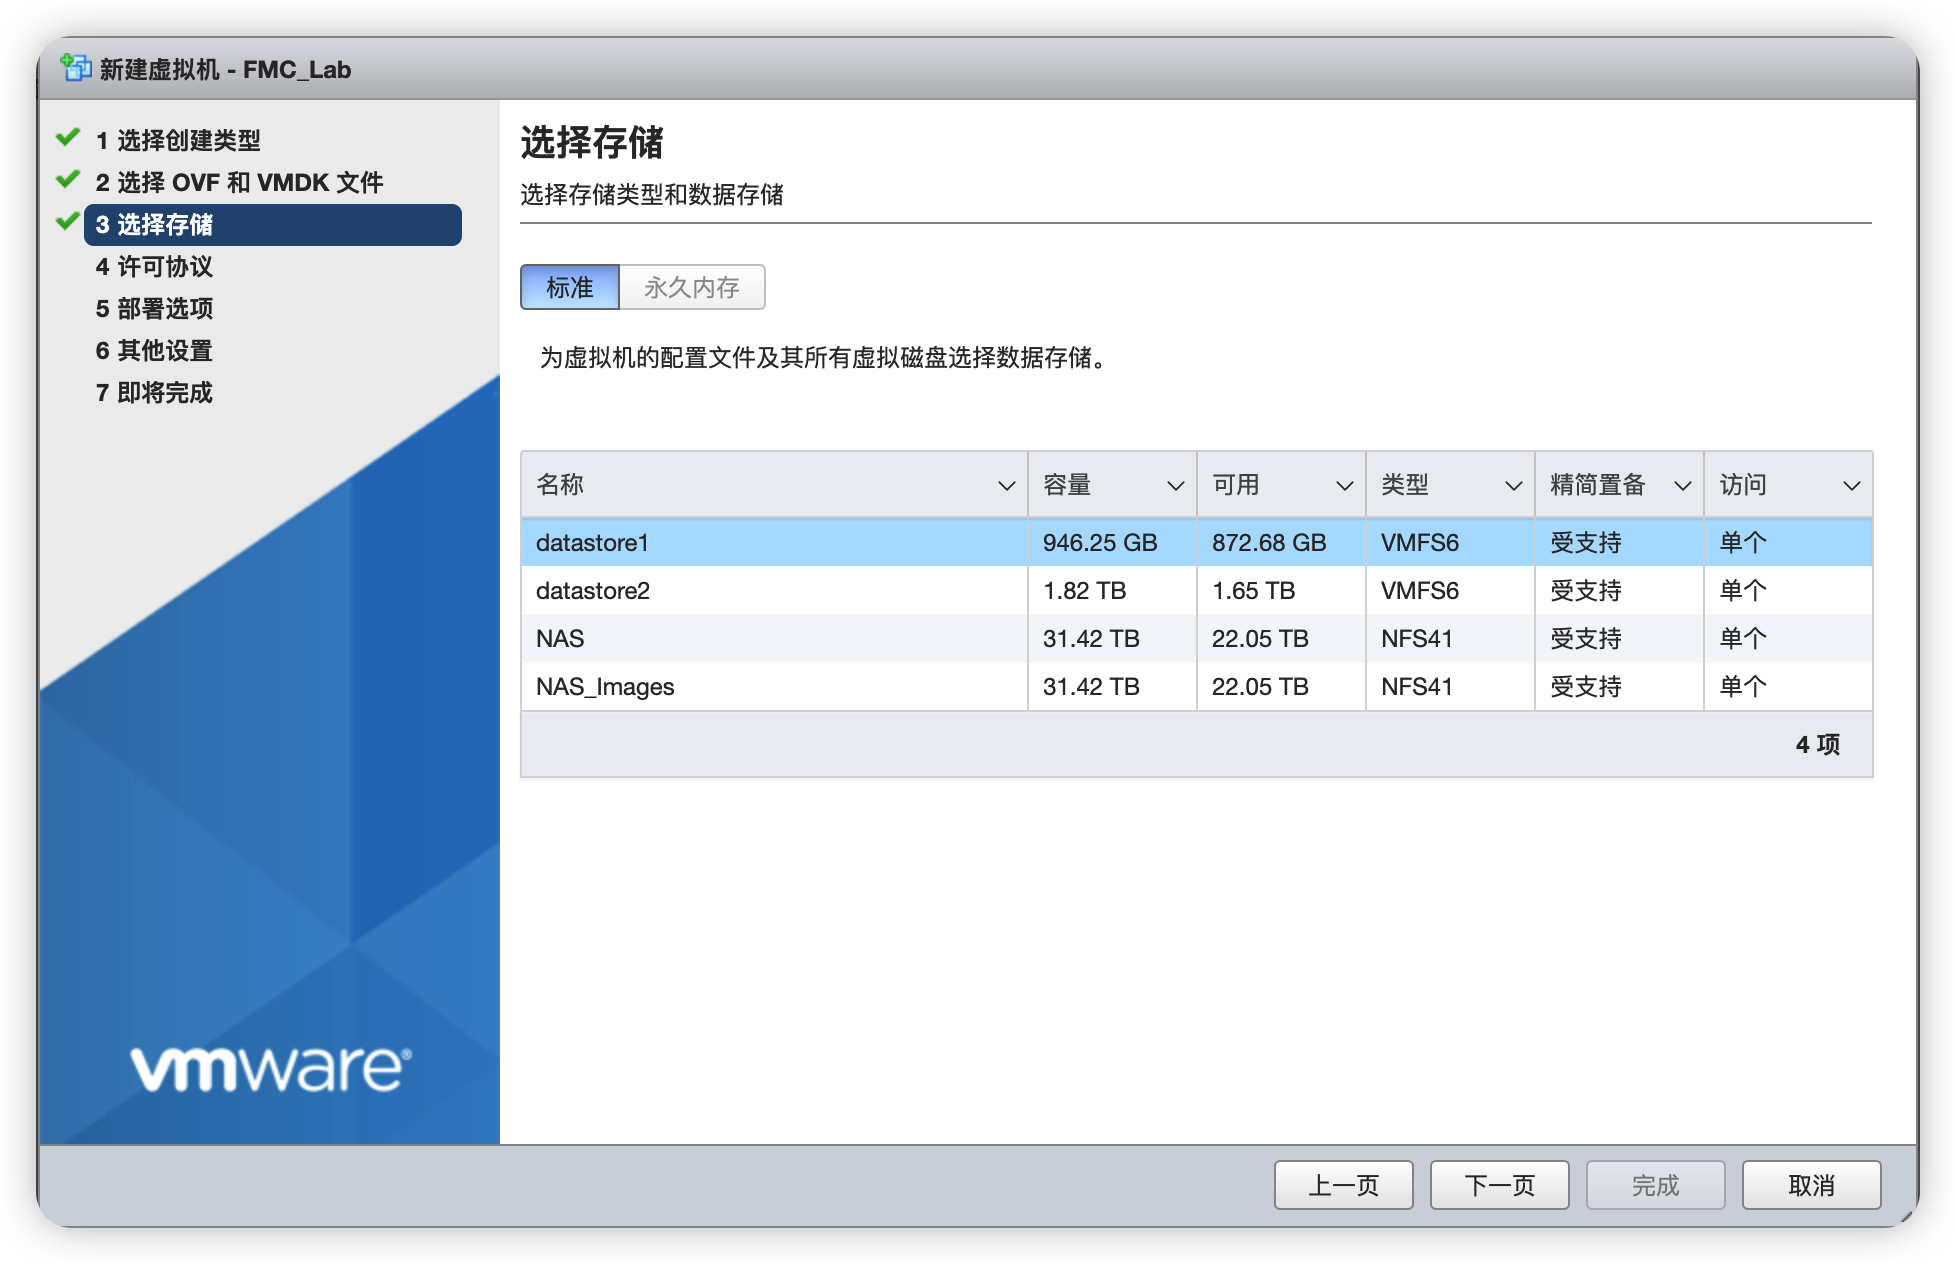 新建虚拟机 - FMC_Lab
1 选择创建类型
2 选择 OVF 和 VMDK 文件
3 选择存储
4 许可协议
5 部署选项
6 其他设置
7 即将完成
vmware®
选择存储
选择存储类型和数据存储
标准 永久内存
为虚拟机的配置文件及其所有虚拟磁盘选择数据存储。
名称 容量 可用 类型 精简置备 访问
datastore1 946.25 GB 872.68 GB VMFS6 受支持 单个
datastore2 1.82 TB 1.65 TB VMFS6 受支持 单个
NAS 31.42 TB 22.05 TB NFS41 受支持 单个
NAS_Images 31.42 TB 22.05 TB NFS41 受支持 单个
4 项
上一页 下一页 完成 取消